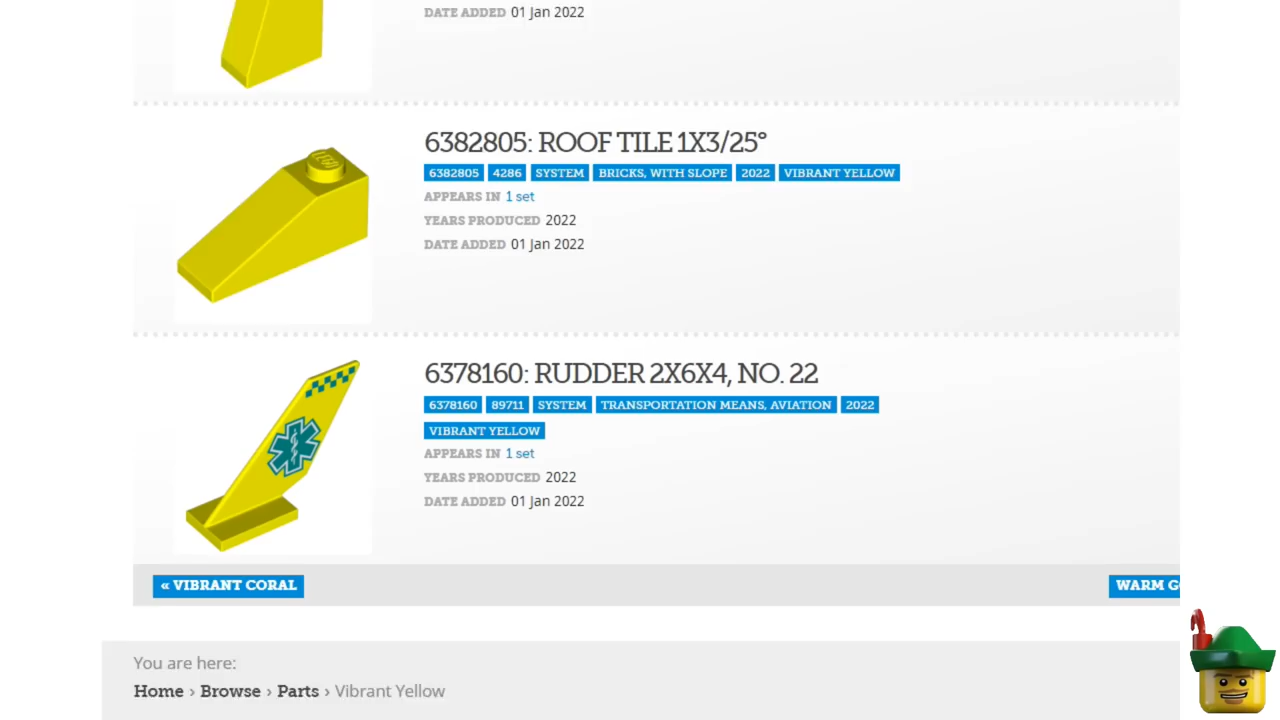 DATE ADDED 01 Jan 2022
6382805: ROOF TILE 1X3/25°
6382805 4286 SYSTEM BRICKS, WITH SLOPE 2022 VIBRANT YELLOW
APPEARS IN 1 set
YEARS PRODUCED 2022
DATE ADDED 01 Jan 2022
6378160: RUDDER 2X6X4, NO. 22
6378160 89711 SYSTEM TRANSPORTATION MEANS, AVIATION 2022
VIBRANT YELLOW
APPEARS IN 1 set
YEARS PRODUCED 2022
DATE ADDED 01 Jan 2022
« VIBRANT CORAL
WARM G
You are here:
Home › Browse › Parts › Vibrant Yellow